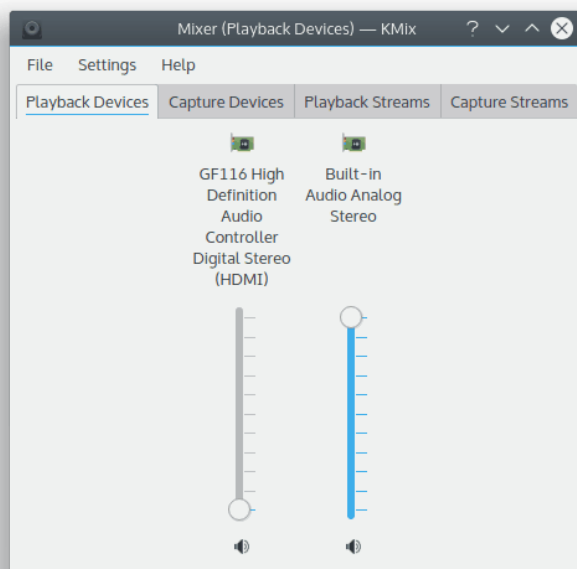 Mixer (Playback Devices) — KMix
File Settings Help
Playback Devices Capture Devices Playback Streams Capture Streams
GF116 High
Definition
Audio
Controller
Digital Stereo
(HDMI)
Built-in
Audio Analog
Stereo